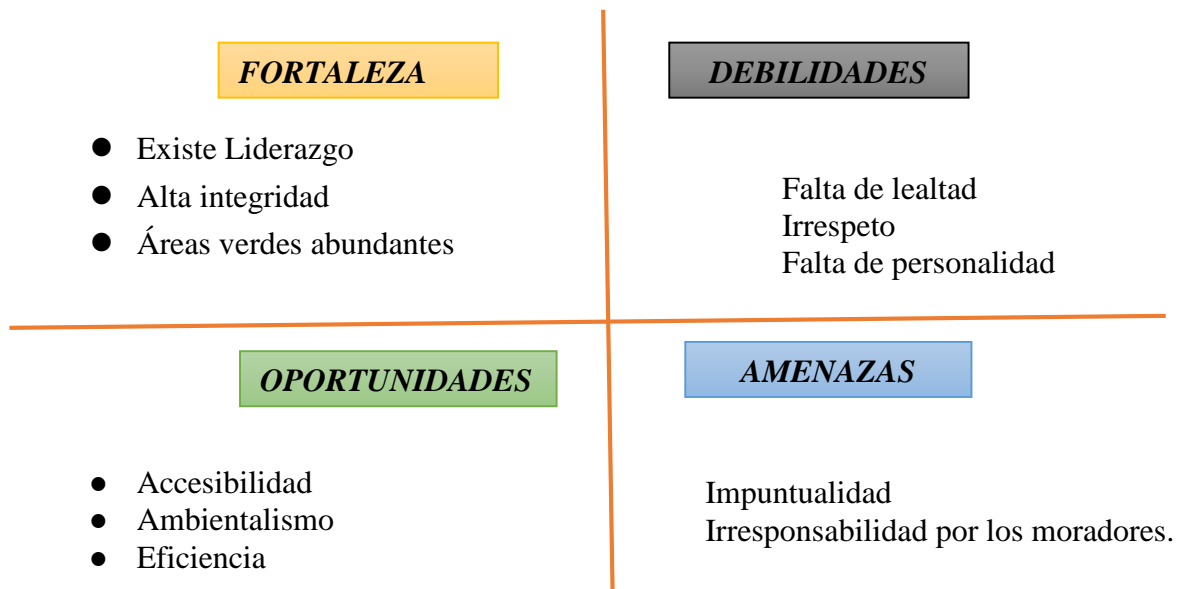 FORTALEZA
● Existe Liderazgo
● Alta integridad
● Áreas verdes abundantes
DEBILIDADES
Falta de lealtad
Irrespeto
Falta de personalidad
OPORTUNIDADES
● Accesibilidad
● Ambientalismo
● Eficiencia
AMENAZAS
Impuntualidad
Irresponsabilidad por los moradores.